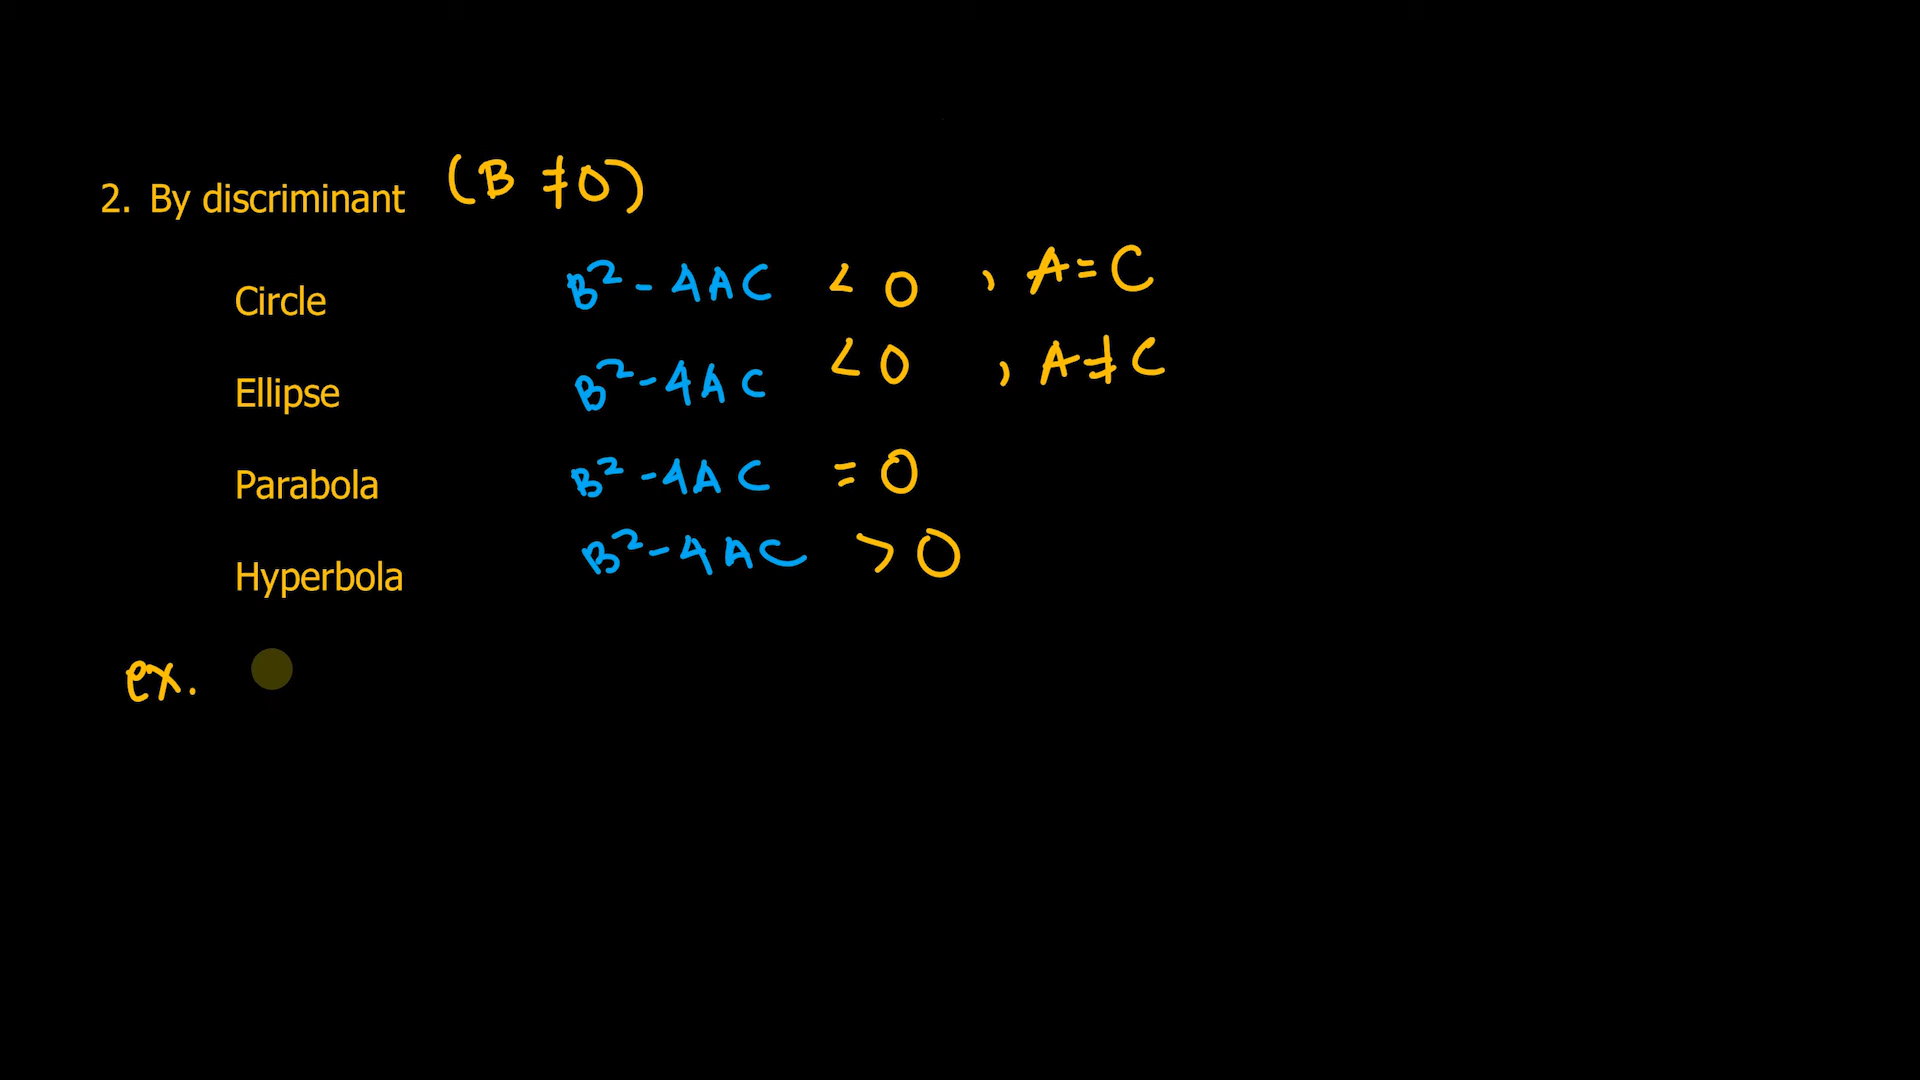 2. By discriminant (B ≠ 0)
Circle B² - 4AC < 0 , A = C
Ellipse B² - 4AC < 0 , A ≠ C
Parabola B² - 4AC = 0
Hyperbola B² - 4AC > 0
ex.